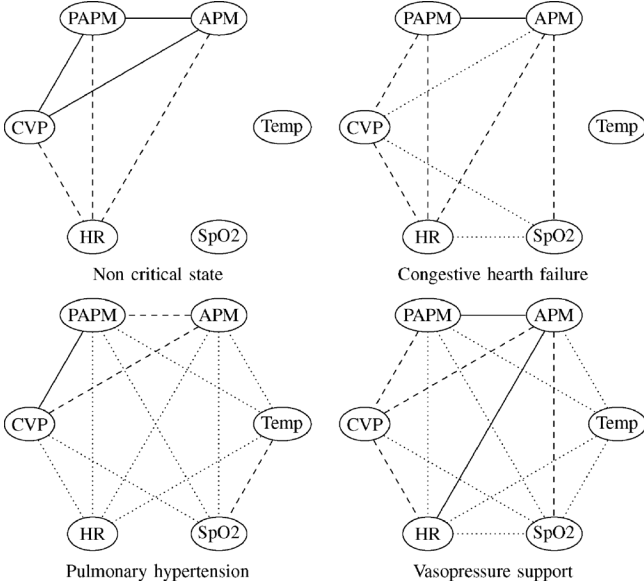 PAPM APM PAPM APM
CVP Temp CVP Temp
HR SpO2 HR SpO2
Non critical state Congestive hearth failure
PAPM APM PAPM APM
CVP Temp CVP Temp
HR SpO2 HR SpO2
Pulmonary hypertension Vasopressure support